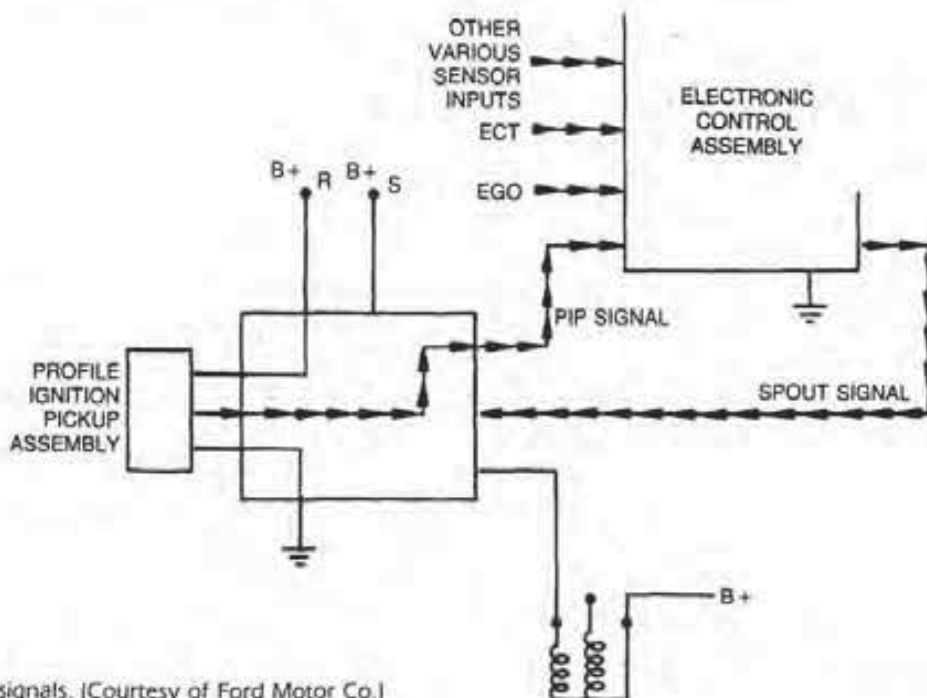 OTHER
VARIOUS
SENSOR
INPUTS
ECT
EGO
ELECTRONIC
CONTROL
ASSEMBLY
B+ R
B+ S
PIP SIGNAL
PROFILE
IGNITION
PICKUP
ASSEMBLY
SPOUT SIGNAL
B+
signals. (Courtesy of Ford Motor Co.)